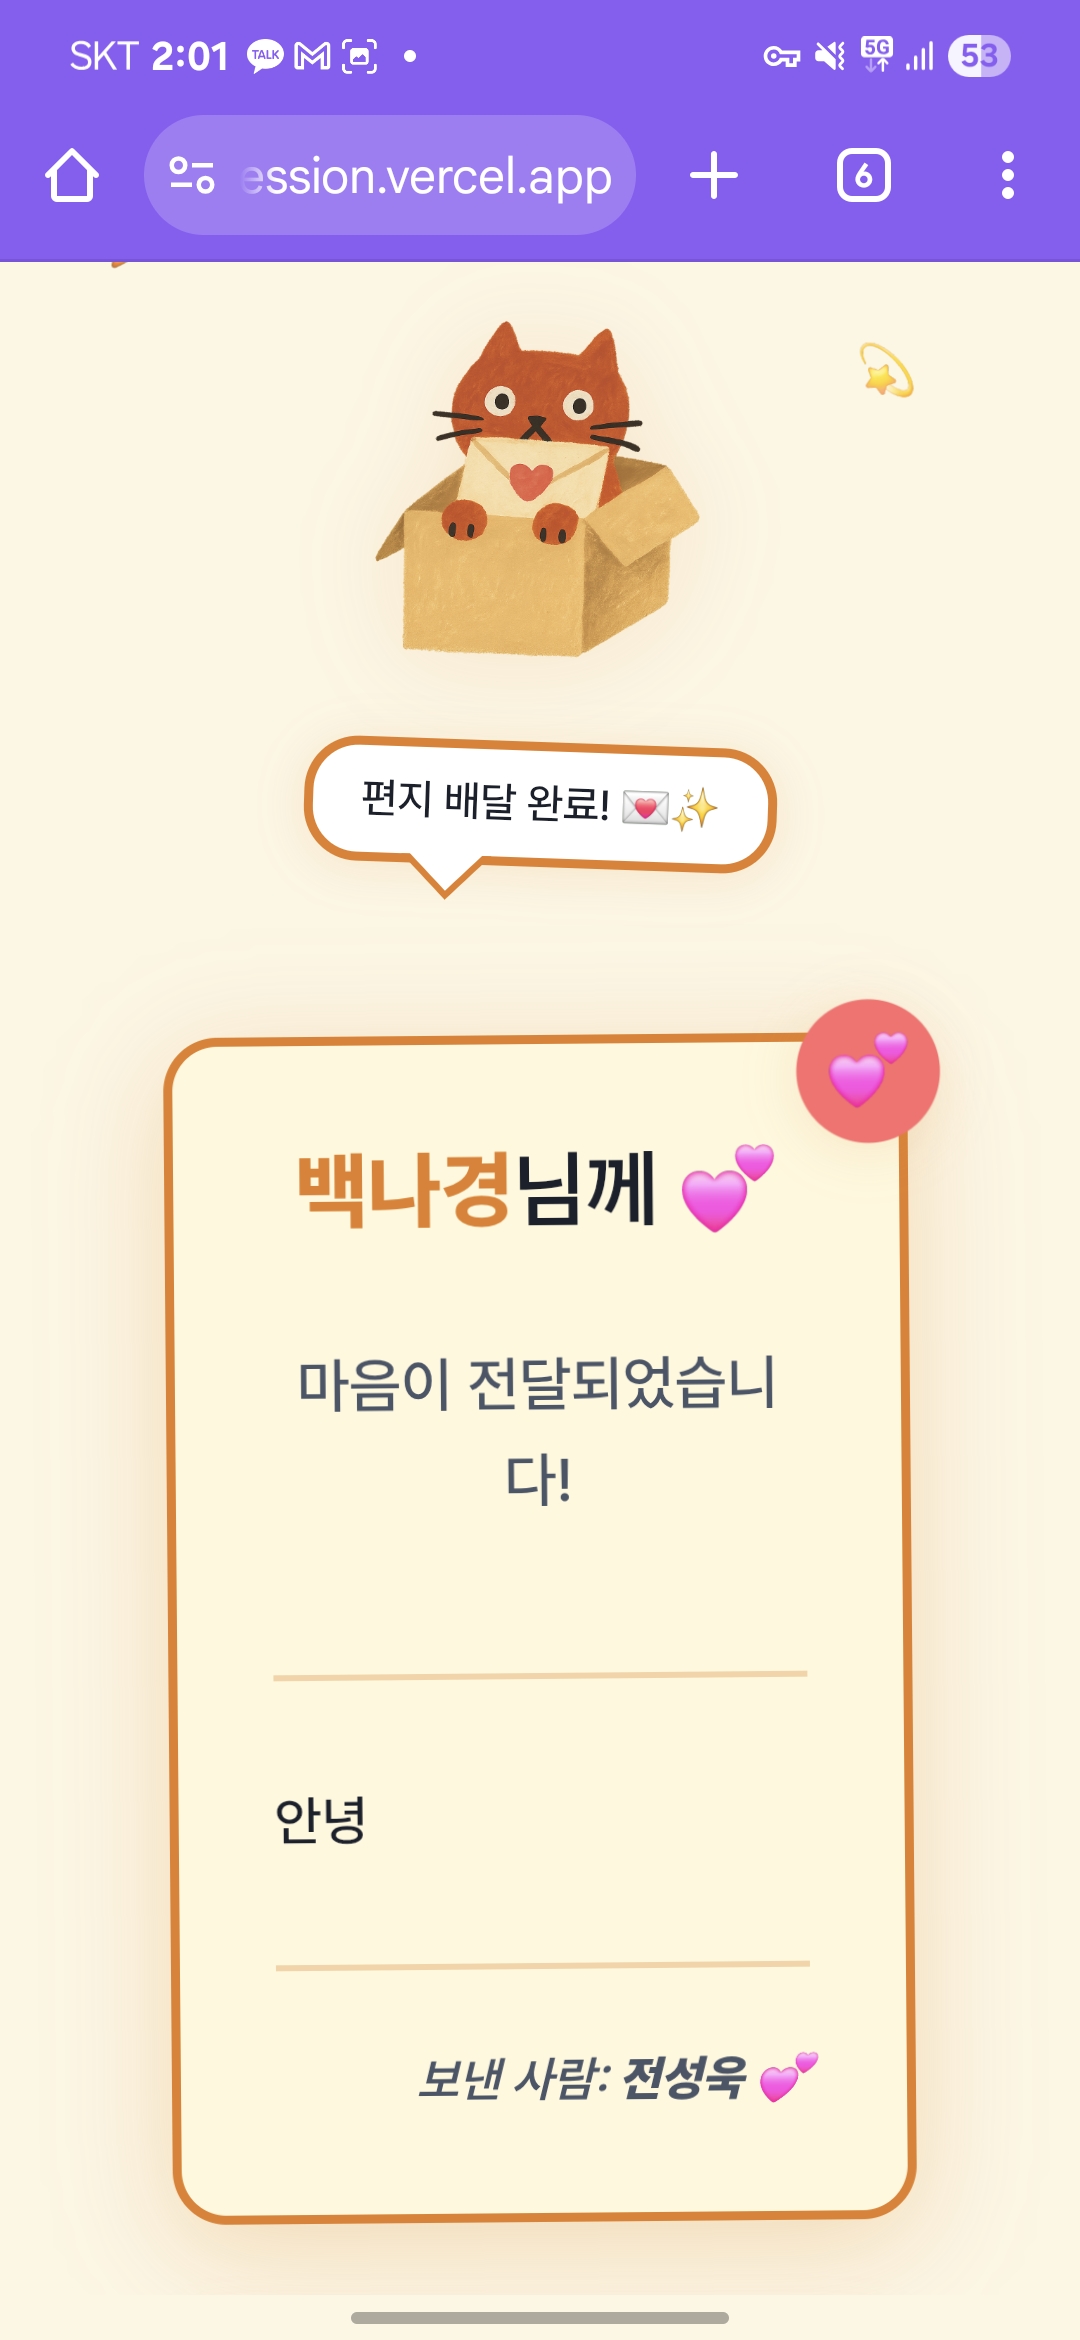 SKT 2:01 TALK 5G 53
ession.vercel.app 6
편지 배달 완료! 💌✨
백나경님께 💕
마음이 전달되었습니
다!
안녕
보낸 사람: 전성욱 💕